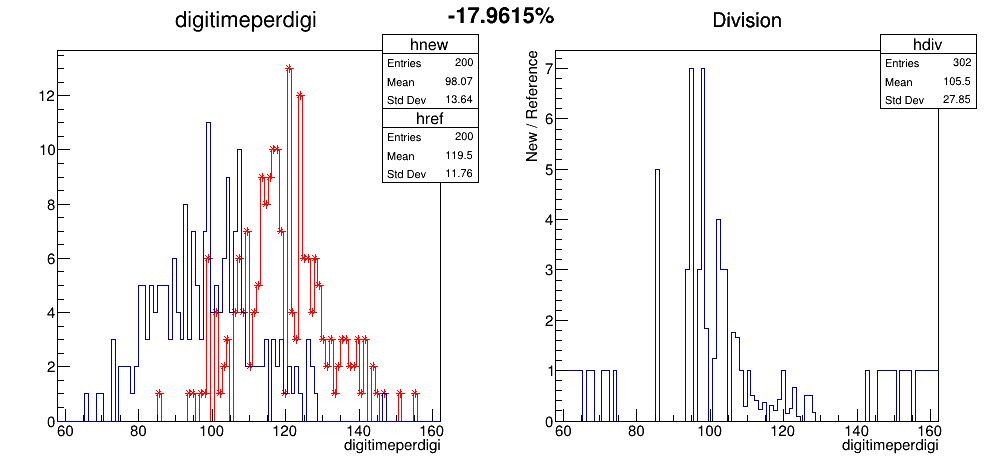 digitimeperdigi
-17.9615%
Division
hnew
Entries 200
Mean 98.07
Std Dev 13.64
href
Entries 200
Mean 119.5
Std Dev 11.76
12
10
8
6
4
2
0
60 80 100 120 140 160
digitimeperdigi
hdiv
Entries 302
Mean 105.5
Std Dev 27.85
New / Reference
7
6
5
4
3
2
1
0
60 80 100 120 140 160
digitimeperdigi